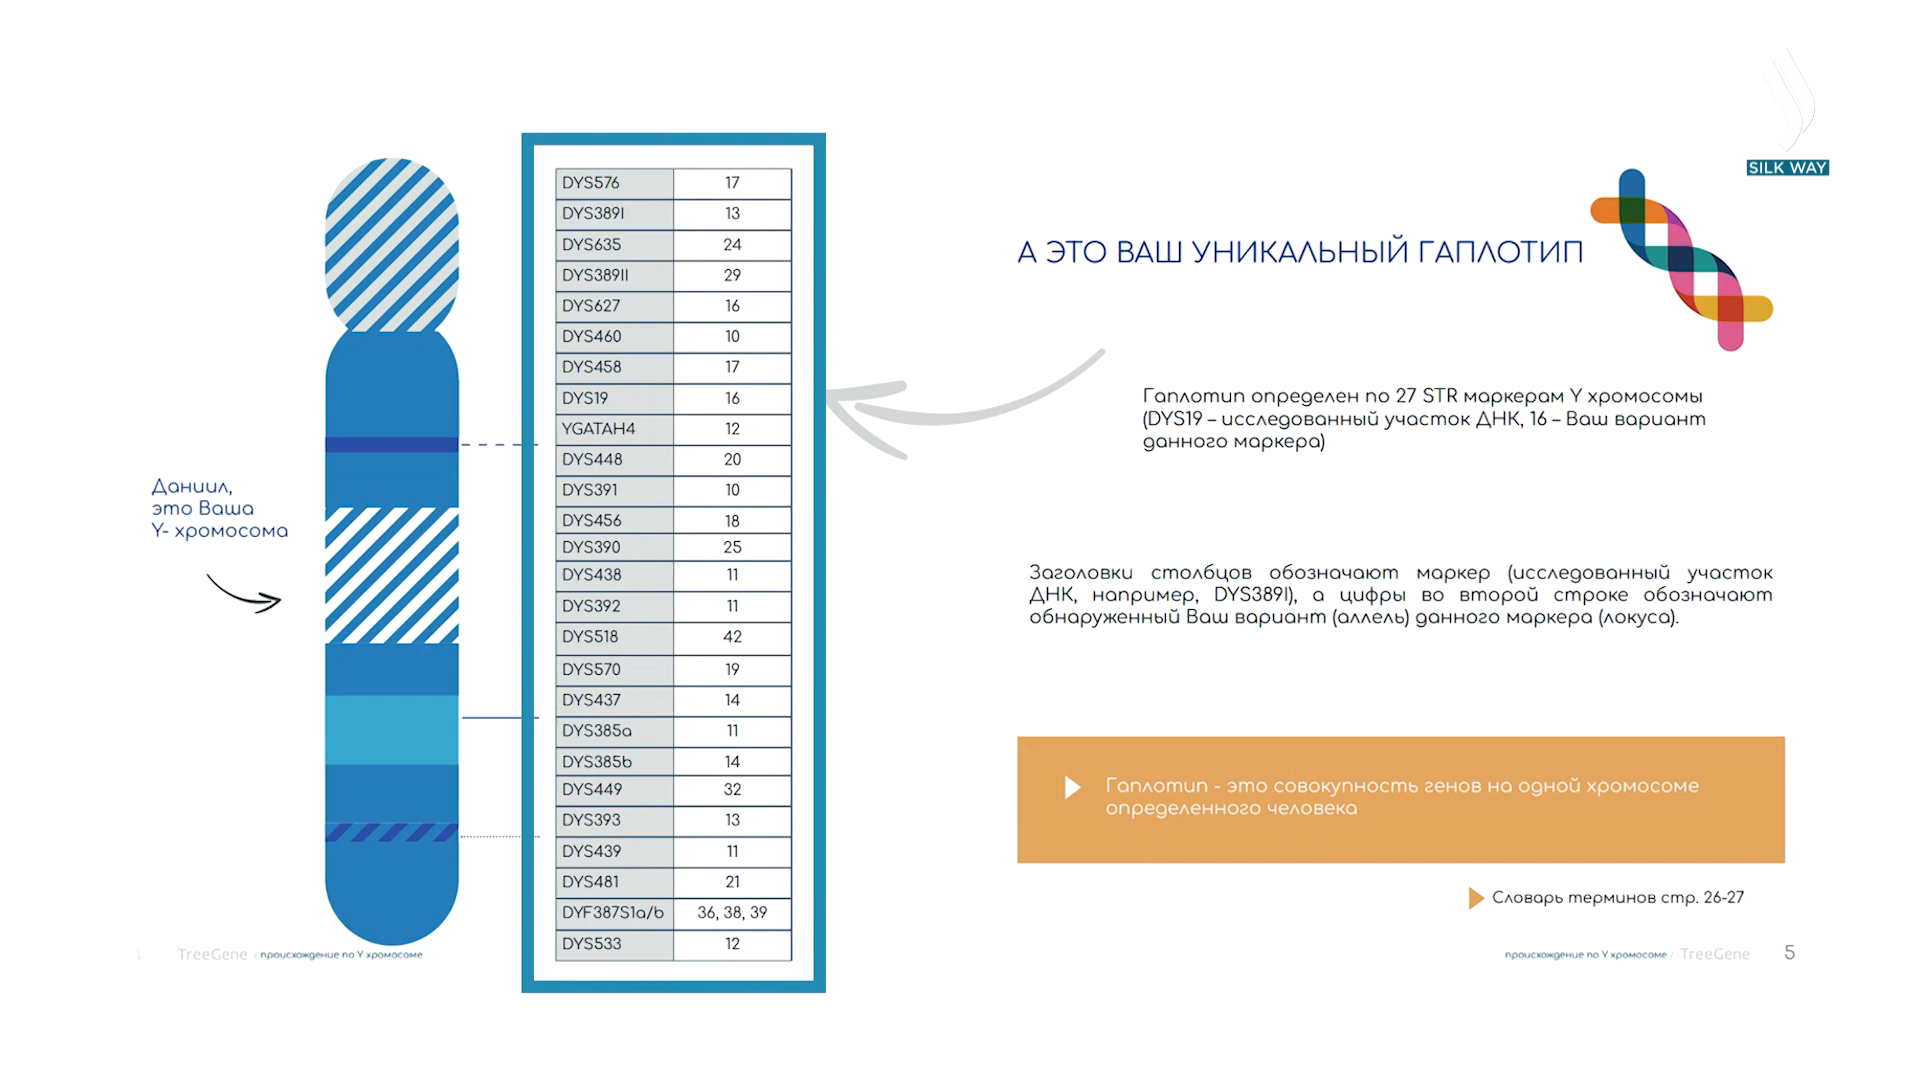 SILK WAY
Даниил,
это Ваша
Y- хромосома
DYS576 17
DYS389I 13
DYS635 24
DYS389II 29
DYS627 16
DYS460 10
DYS458 17
DYS19 16
YGATAH4 12
DYS448 20
DYS391 10
DYS456 18
DYS390 25
DYS438 11
DYS392 11
DYS518 42
DYS570 19
DYS437 14
DYS385a 11
DYS385b 14
DYS449 32
DYS393 13
DYS439 11
DYS481 21
DYF387S1a/b 36, 38, 39
DYS533 12
TreeGene / происхождение по Y хромосоме
А ЭТО ВАШ УНИКАЛЬНЫЙ ГАПЛОТИП
Гаплотип определен по 27 STR маркерам Y хромосомы
(DYS19 – исследованный участок ДНК, 16 – Ваш вариант
данного маркера)
Заголовки столбцов обозначают маркер (исследованный участок
ДНК, например, DYS389I), а цифры во второй строке обозначают
обнаруженный Ваш вариант (аллель) данного маркера (локуса).
Гаплотип - это совокупность генов на одной хромосоме
определенного человека
Словарь терминов стр. 26-27
происхождение по Y хромосоме / TreeGene 5